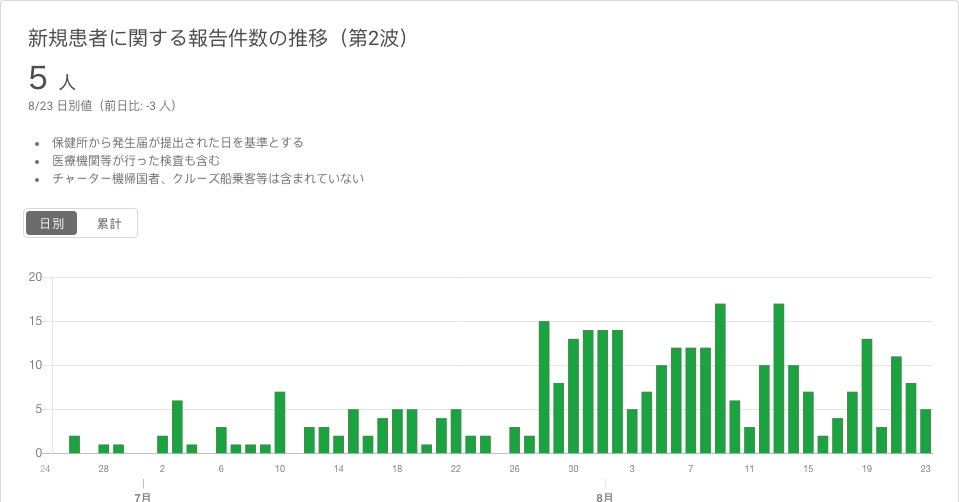 新規患者に関する報告件数の推移（第2波）
5 人
8/23 日別値（前日比: -3 人）
保健所から発生届が提出された日を基準とする
医療機関等が行った検査も含む
チャーター機帰国者、クルーズ船乗客等は含まれていない
日別 累計
20
15
10
5
0
24 28 2 6 10 14 18 22 26 30 3 7 11 15 19 23
7月 8月